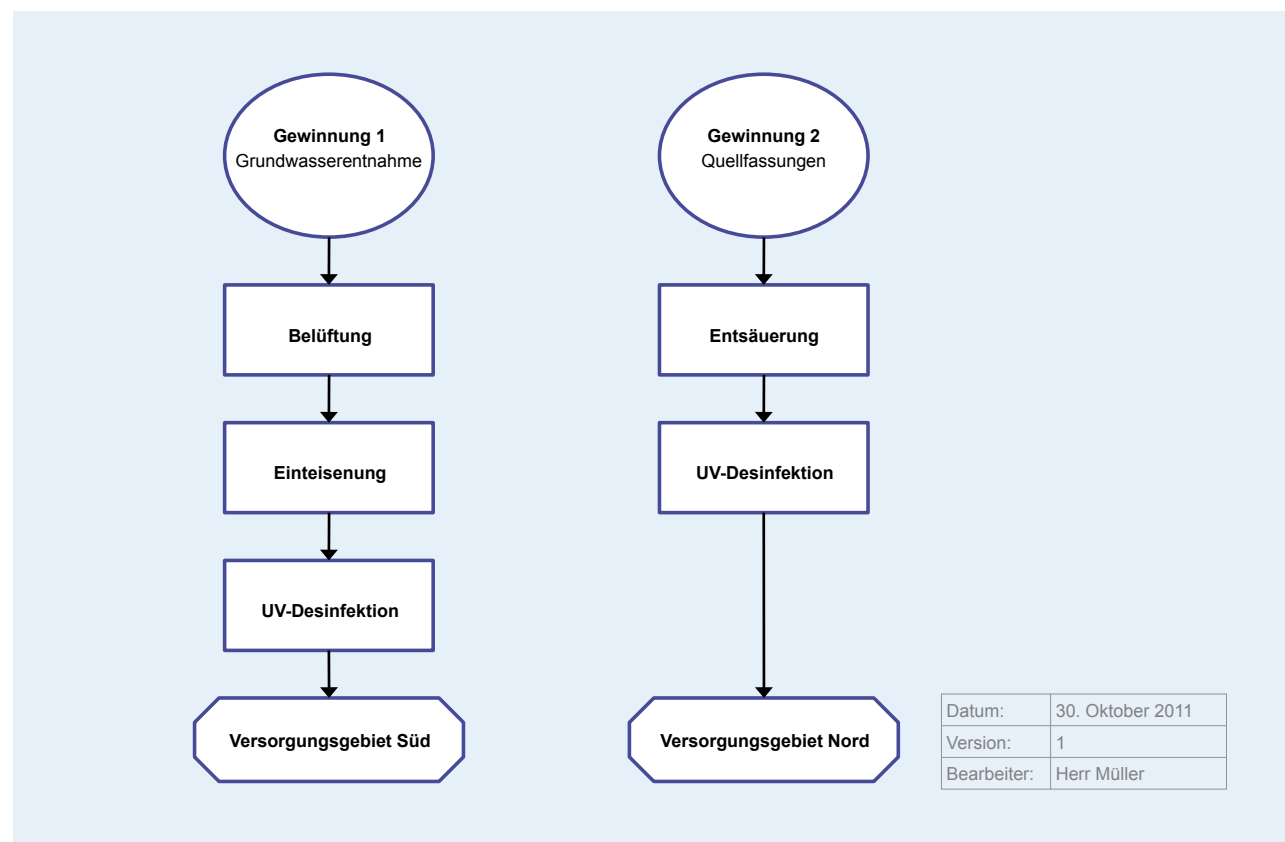 Gewinnung 1
Grundwasserentnahme
Belüftung
Einteisenung
UV-Desinfektion
Versorgungsgebiet Süd
Gewinnung 2
Quellfassungen
Entsäuerung
UV-Desinfektion
Versorgungsgebiet Nord
Datum: 30. Oktober 2011
Version: 1
Bearbeiter: Herr Müller